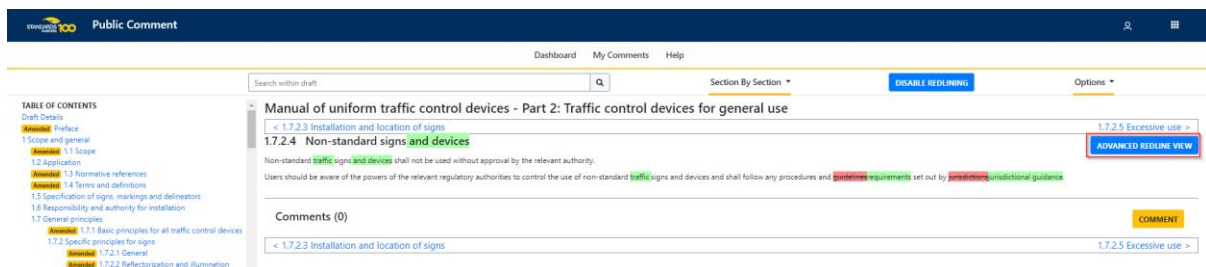 STANDARDS 100 Public Comment
Dashboard My Comments Help
Search within draft Section By Section DISABLE REDLINING Options
TABLE OF CONTENTS
Draft Details
Amended Preface
1 Scope and general
Amended 1.1 Scope
1.2 Application
Amended 1.3 Normative references
Amended 1.4 Terms and definitions
1.5 Specification of signs, markings and delineators
1.6 Responsibility and authority for installation
1.7 General principles
Amended 1.7.1 Basic principles for all traffic control devices
1.7.2 Specific principles for signs
Amended 1.7.2.1 General
Amended 1.7.2.2 Reflectorization and illumination
Manual of uniform traffic control devices - Part 2: Traffic control devices for general use
< 1.7.2.3 Installation and location of signs 1.7.2.5 Excessive use >
1.7.2.4 Non-standard signs and devices ADVANCED REDLINE VIEW
Non-standard traffic signs and devices shall not be used without approval by the relevant authority.
Users should be aware of the powers of the relevant regulatory authorities to control the use of non-standard traffic signs and devices and shall follow any procedures and guidelines requirements set out by jurisdictions jurisdictional guidance.
Comments (0) COMMENT
< 1.7.2.3 Installation and location of signs 1.7.2.5 Excessive use >